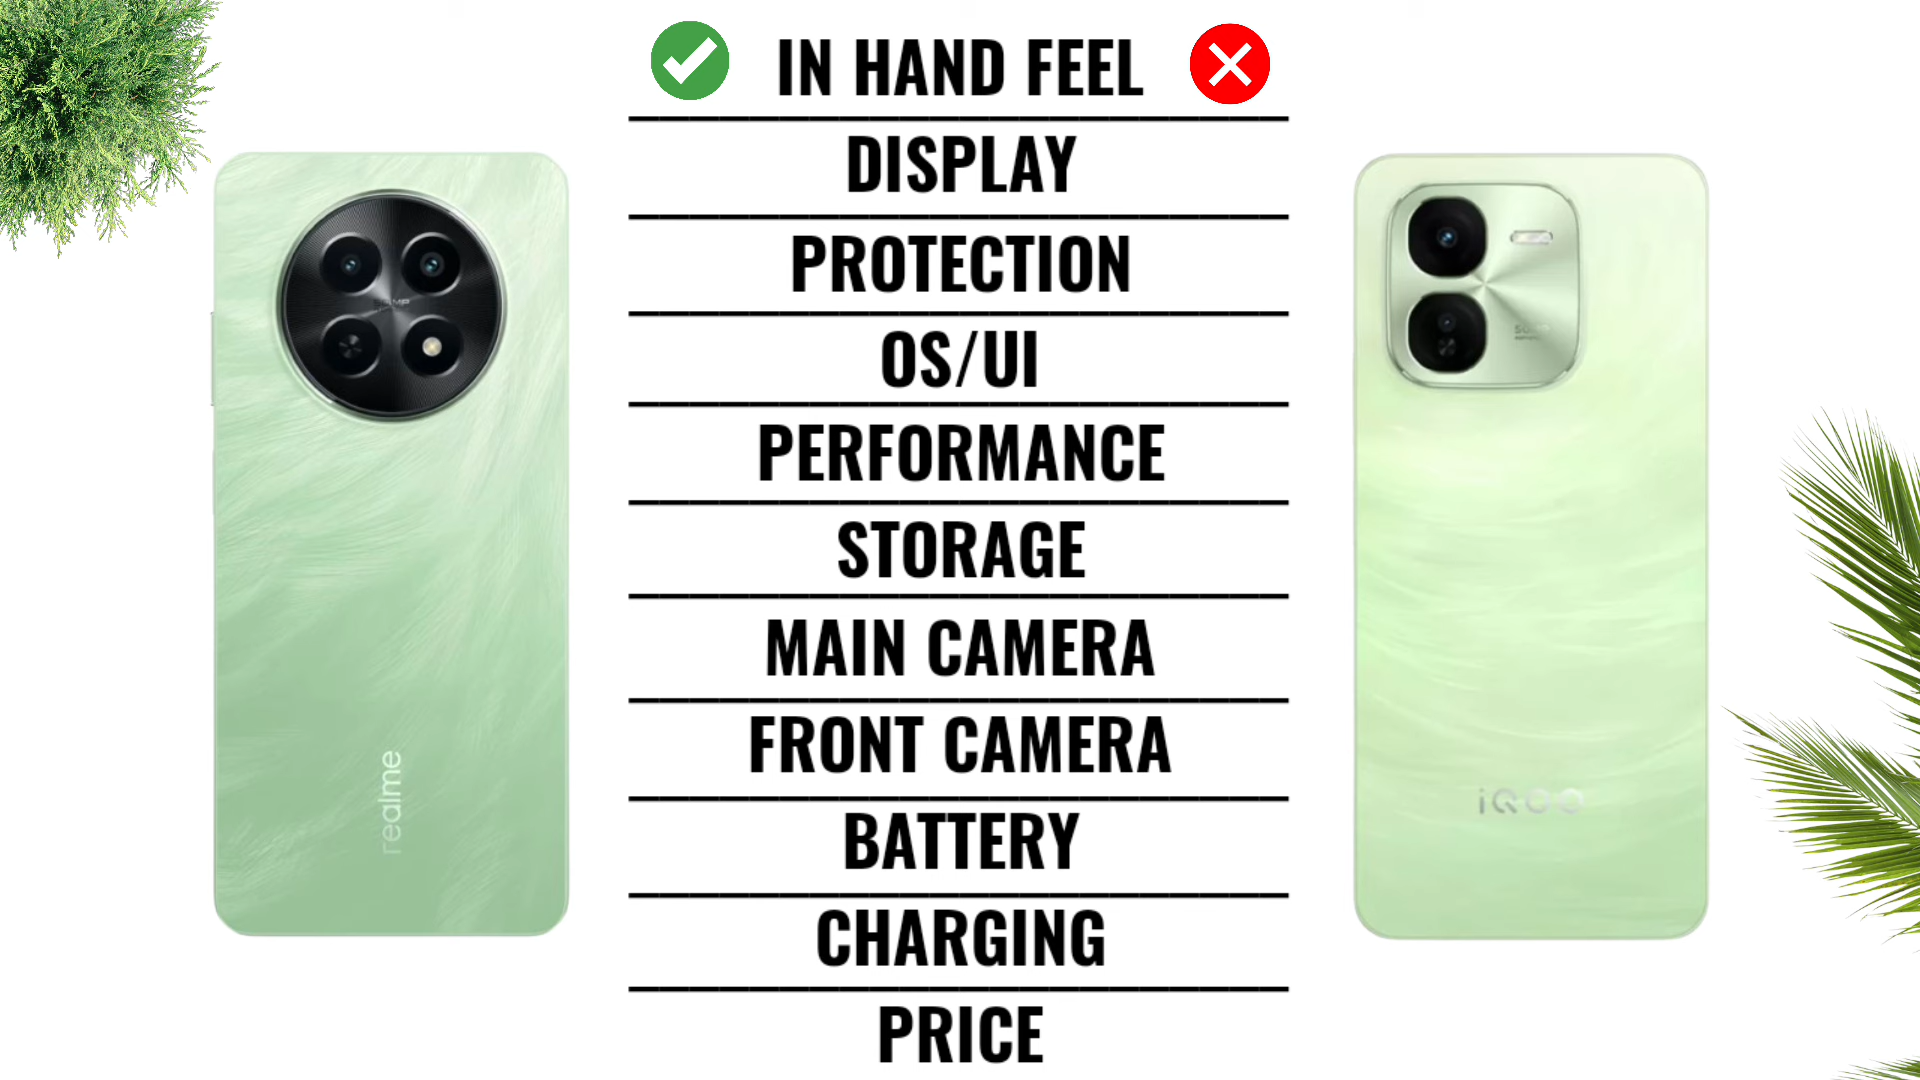 IN HAND FEEL
DISPLAY
PROTECTION
OS/UI
PERFORMANCE
STORAGE
MAIN CAMERA
FRONT CAMERA
BATTERY
CHARGING
PRICE
realme
iQOO